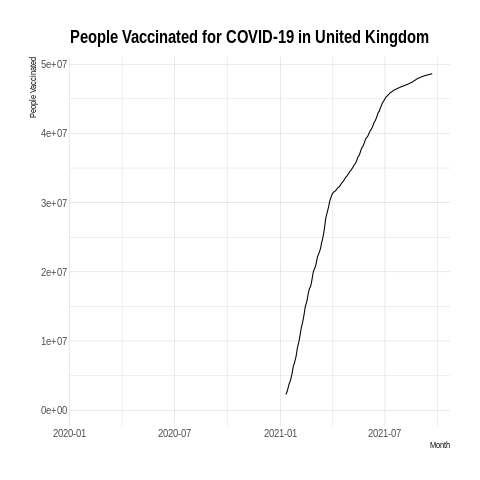 People Vaccinated for COVID-19 in United Kingdom
People Vaccinated
5e+07
4e+07
3e+07
2e+07
1e+07
0e+00
2020-01 2020-07 2021-01 2021-07
Month